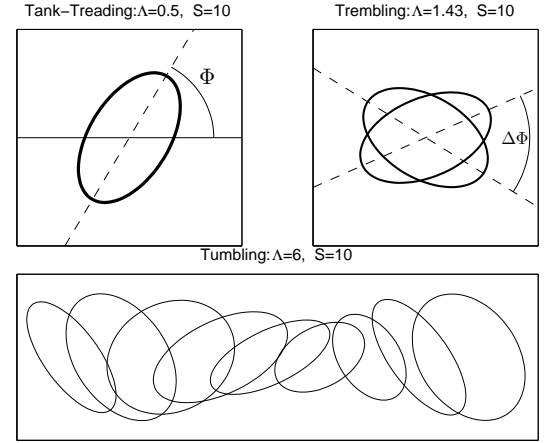 Tank-Treading:Λ=0.5, S=10
Trembling:Λ=1.43, S=10
Φ
ΔΦ
Tumbling:Λ=6, S=10